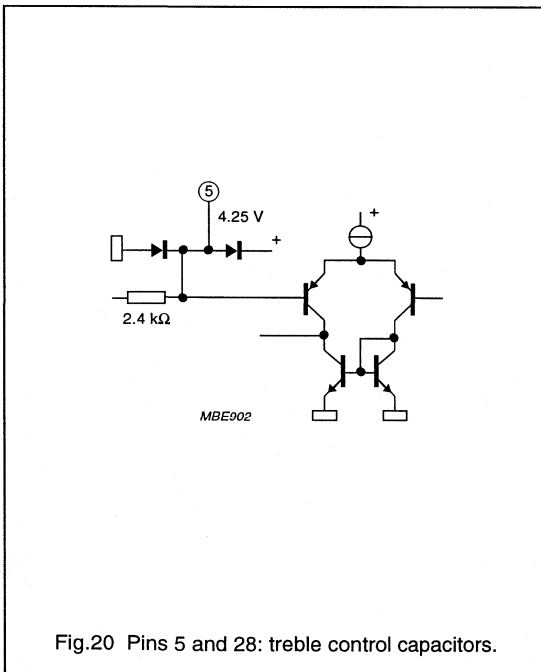 5
4.25 V
+
+
2.4 kΩ
MBE902
Fig.20 Pins 5 and 28: treble control capacitors.